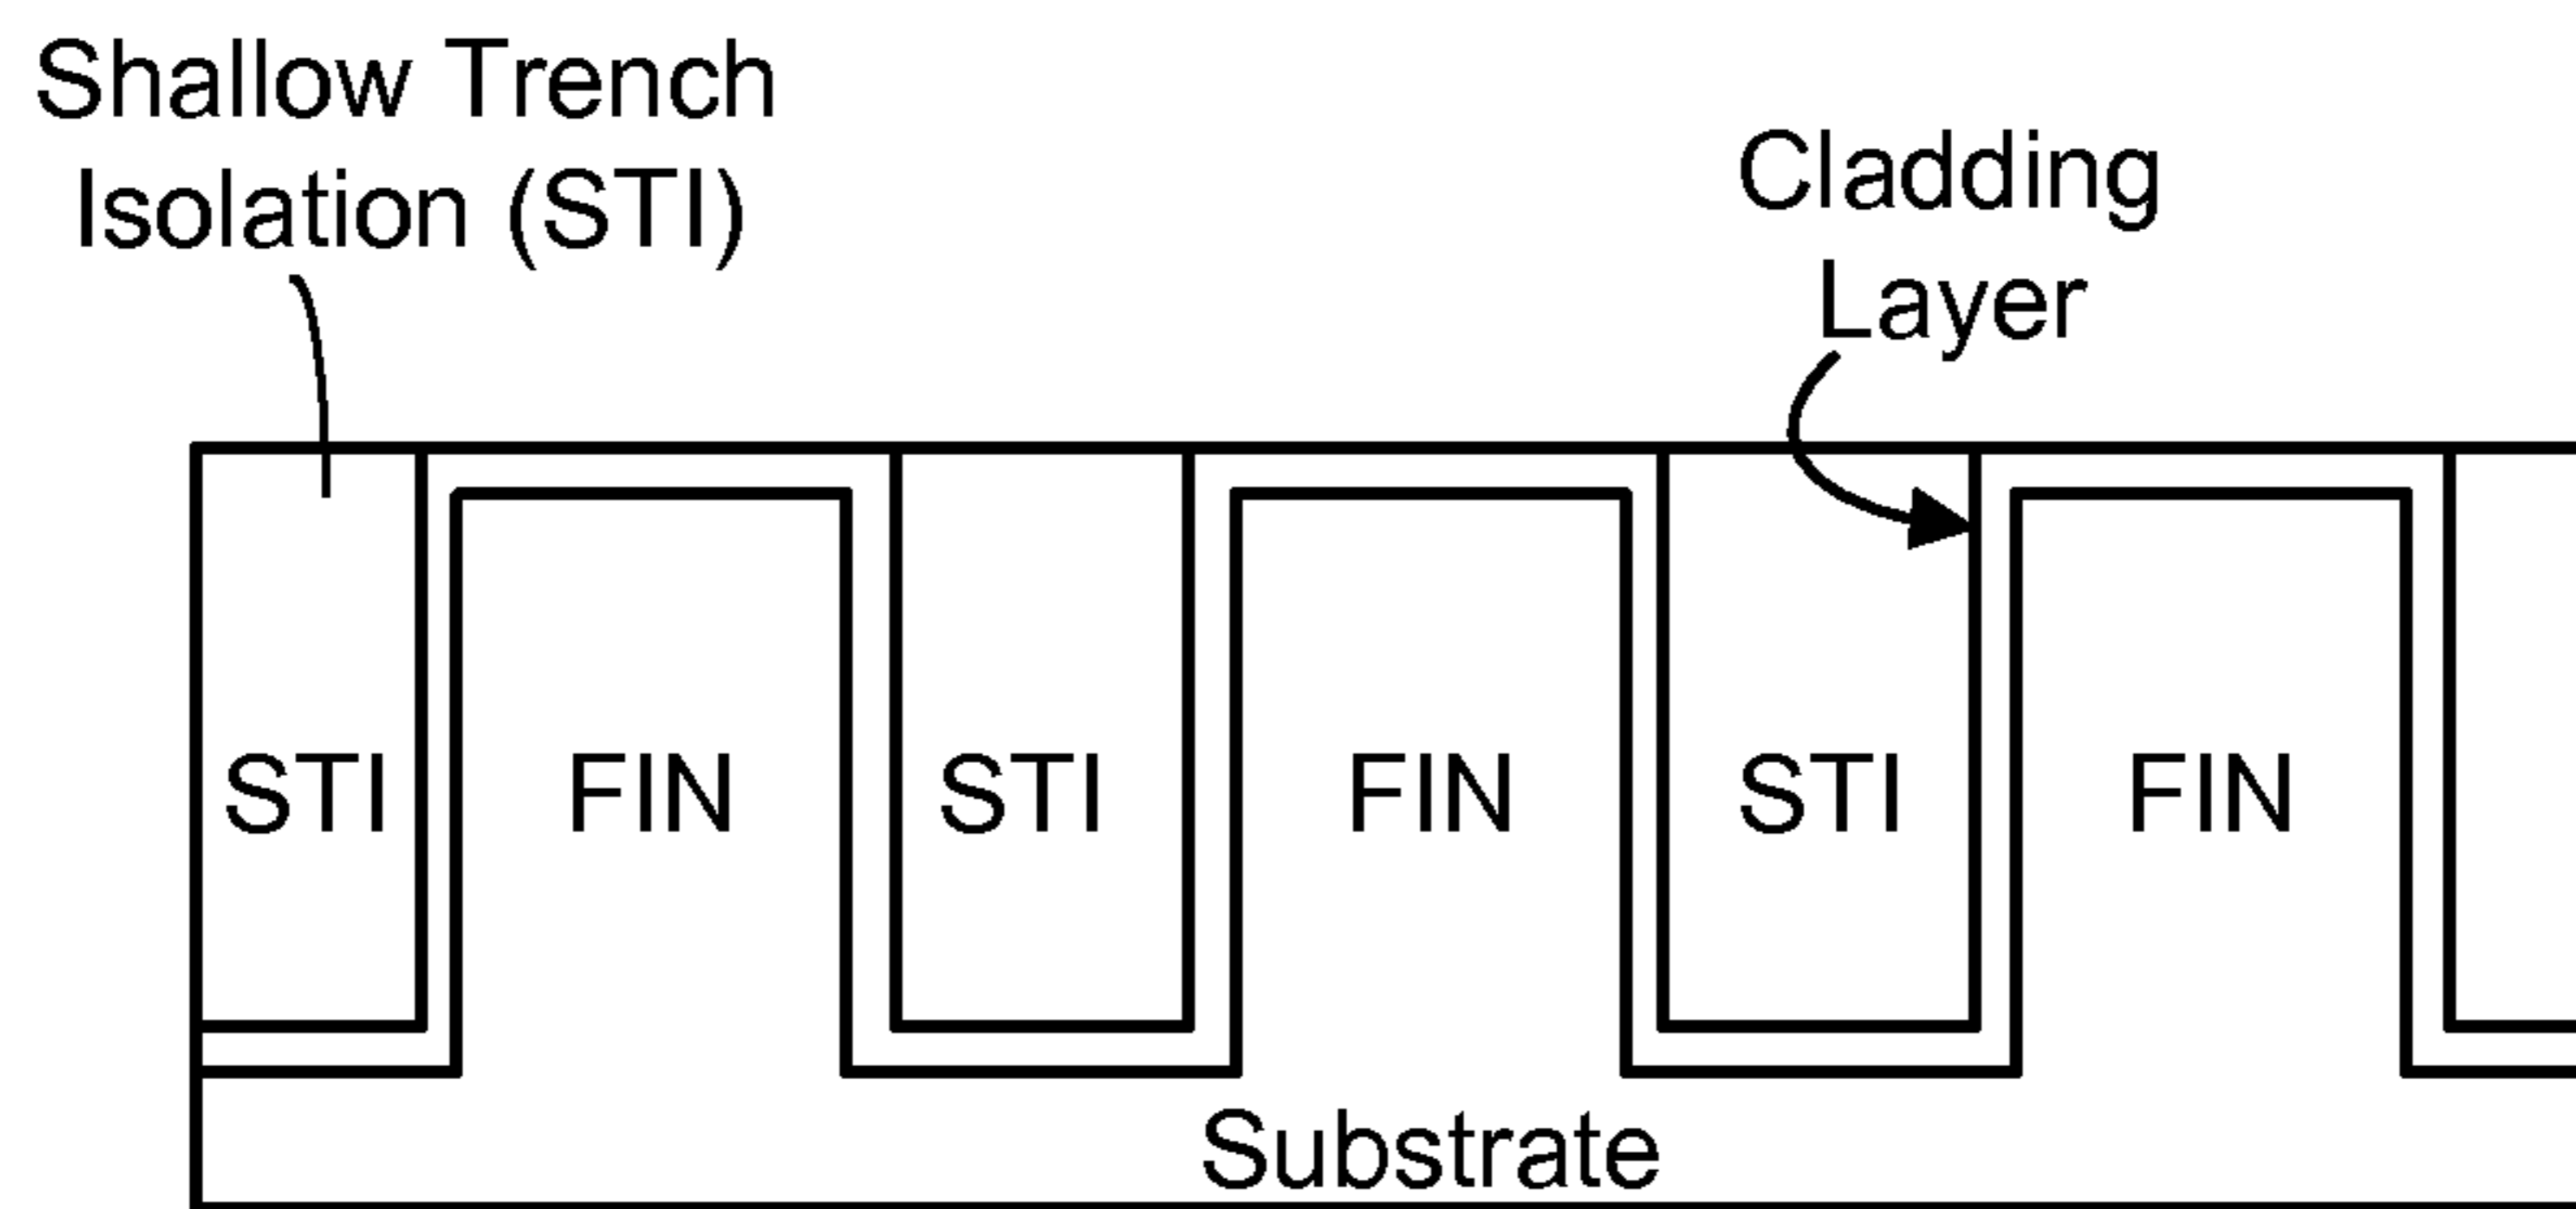 Shallow Trench
Isolation (STI)
Cladding
Layer
STI
FIN
STI
FIN
STI
FIN
Substrate